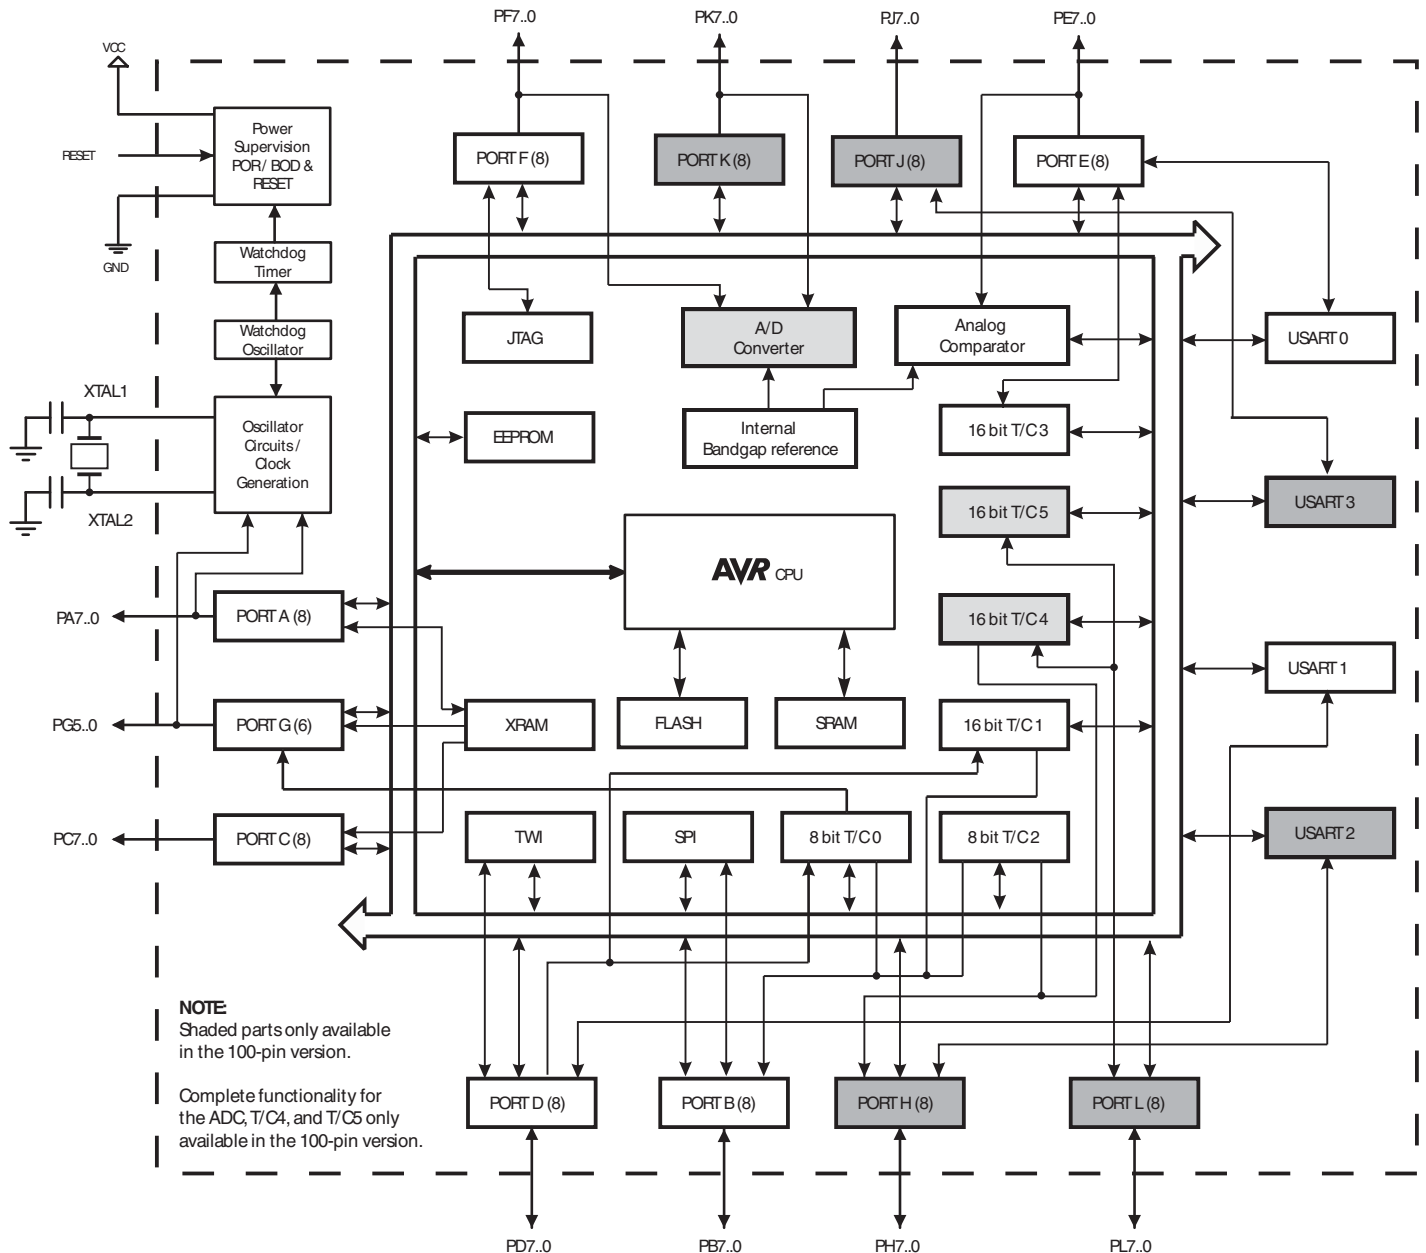 PF7..0
PK7..0
PJ7..0
PE7..0
VCC
RESET
GND
Power
Supervision
POR/ BOD &
RESET
PORT F (8)
PORT K (8)
PORT J (8)
PORT E (8)
Watchdog
Timer
Watchdog
Oscillator
JTAG
A/D
Converter
Analog
Comparator
USART 0
XTAL1
Oscillator
Circuits /
Clock
Generation
XTAL2
EEPROM
Internal
Bandgap reference
16 bit T/C3
16 bit T/C5
USART 3
AVR CPU
PA7..0
PORT A (8)
16 bit T/C4
USART 1
PG5..0
PORT G (6)
XRAM
FLASH
SRAM
16 bit T/C1
PC7..0
PORT C (8)
TWI
SPI
8 bit T/C0
8 bit T/C2
USART 2
NOTE:
Shaded parts only available
in the 100-pin version.
Complete functionality for
the ADC, T/C4, and T/C5 only
available in the 100-pin version.
PORT D (8)
PORT B (8)
PORT H (8)
PORT L (8)
PD7..0
PB7..0
PH7..0
PL7..0